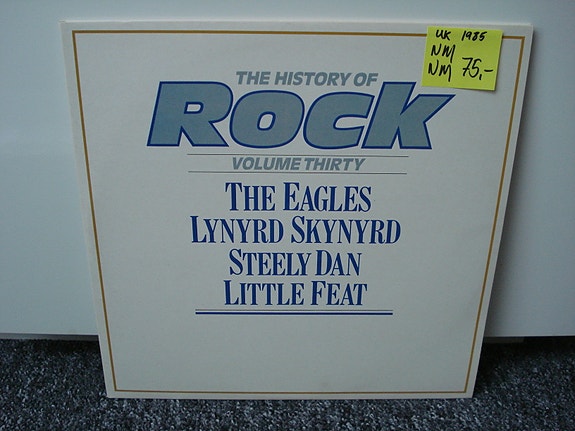 UK 1985
NM
NM 75,-
THE HISTORY OF
ROCK
VOLUME THIRTY
THE EAGLES
LYNYRD SKYNYRD
STEELY DAN
LITTLE FEAT